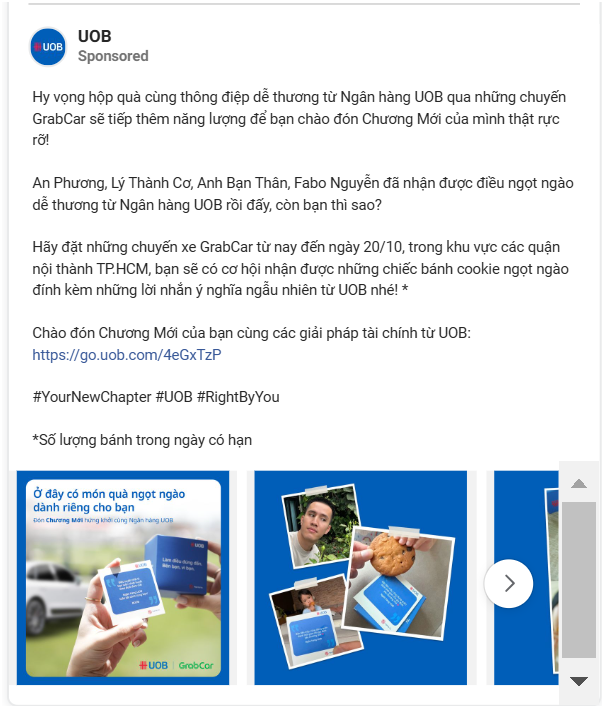 UOB
UOB
Sponsored
Hy vọng hộp quà cùng thông điệp dễ thương từ Ngân hàng UOB qua những chuyến
GrabCar sẽ tiếp thêm năng lượng để bạn chào đón Chương Mới của mình thật rực
rỡ!
An Phương, Lý Thành Cơ, Anh Bạn Thân, Fabo Nguyễn đã nhận được điều ngọt ngào
dễ thương từ Ngân hàng UOB rồi đấy, còn bạn thì sao?
Hãy đặt những chuyến xe GrabCar từ nay đến ngày 20/10, trong khu vực các quận
nội thành TP.HCM, bạn sẽ có cơ hội nhận được những chiếc bánh cookie ngọt ngào
đính kèm những lời nhắn ý nghĩa ngẫu nhiên từ UOB nhé! *
Chào đón Chương Mới của bạn cùng các giải pháp tài chính từ UOB:
https://go.uob.com/4eGxTzP
#YourNewChapter #UOB #RightByYou
*Số lượng bánh trong ngày có hạn
Ở đây có món quà ngọt ngào
dành riêng cho bạn
Đón Chương Mới hứng khởi cùng Ngân hàng UOB
UOB
UOB | GrabCar